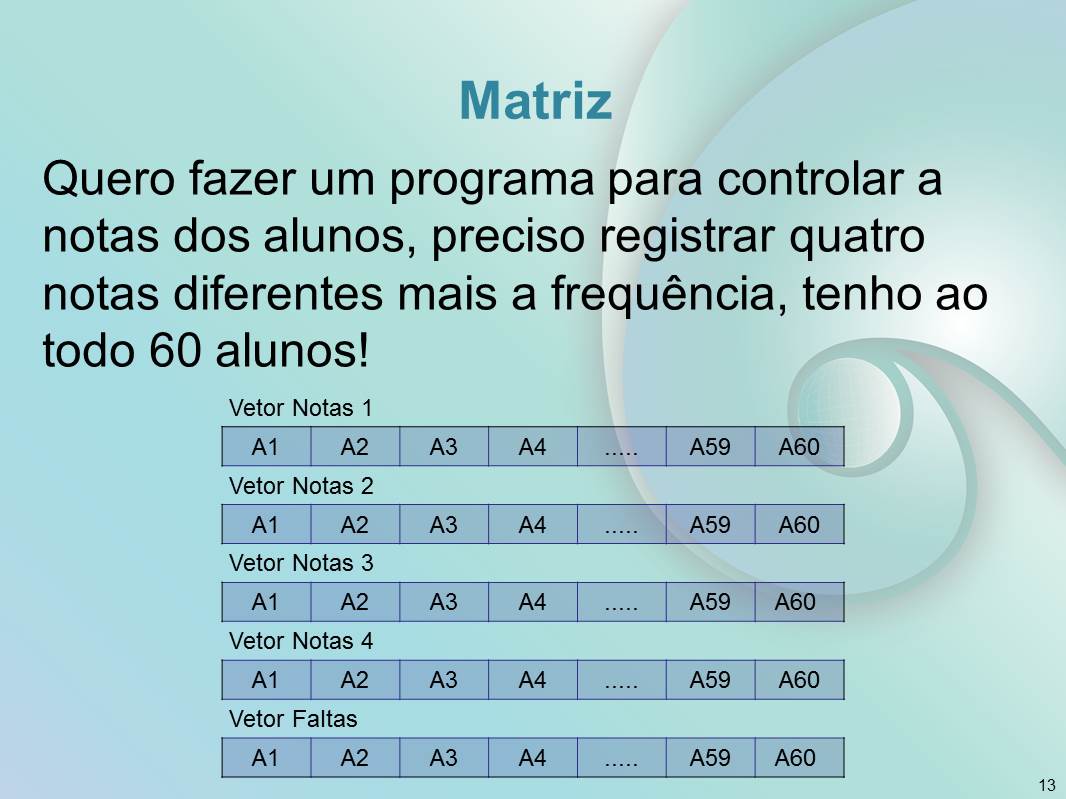 Matriz
Quero fazer um programa para controlar a
notas dos alunos, preciso registrar quatro
notas diferentes mais a frequência, tenho ao
todo 60 alunos!
Vetor Notas 1
A1 A2 A3 A4 ..... A59 A60
Vetor Notas 2
A1 A2 A3 A4 ..... A59 A60
Vetor Notas 3
A1 A2 A3 A4 ..... A59 A60
Vetor Notas 4
A1 A2 A3 A4 ..... A59 A60
Vetor Faltas
A1 A2 A3 A4 ..... A59 A60
13